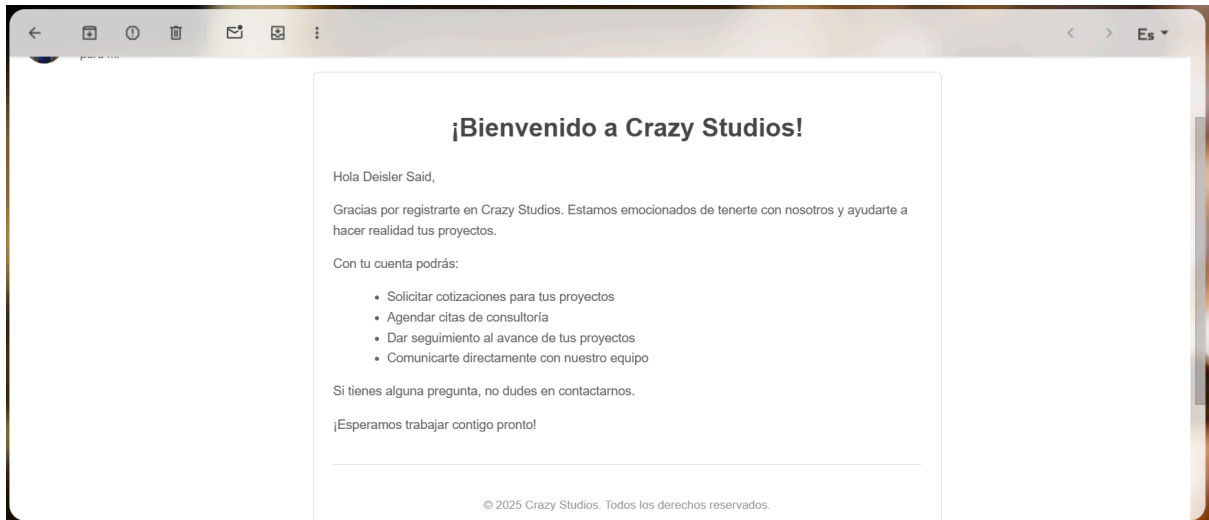 Es
¡Bienvenido a Crazy Studios!
Hola Deisler Said,
Gracias por registrarte en Crazy Studios. Estamos emocionados de tenerte con nosotros y ayudarte a
hacer realidad tus proyectos.
Con tu cuenta podrás:
• Solicitar cotizaciones para tus proyectos
• Agendar citas de consultoría
• Dar seguimiento al avance de tus proyectos
• Comunicarte directamente con nuestro equipo
Si tienes alguna pregunta, no dudes en contactarnos.
¡Esperamos trabajar contigo pronto!
© 2025 Crazy Studios. Todos los derechos reservados.